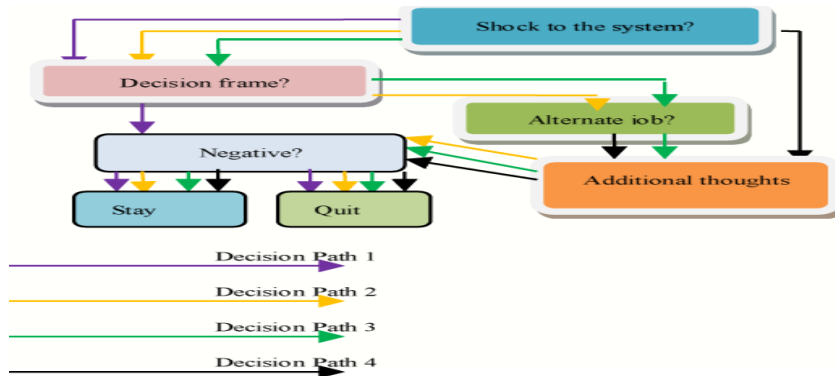 Shock to the system?
Decision frame?
Alternate iob?
Negative?
Additional thoughts
Stay
Quit
Decision Path 1
Decision Path 2
Decision Path 3
Decision Path 4